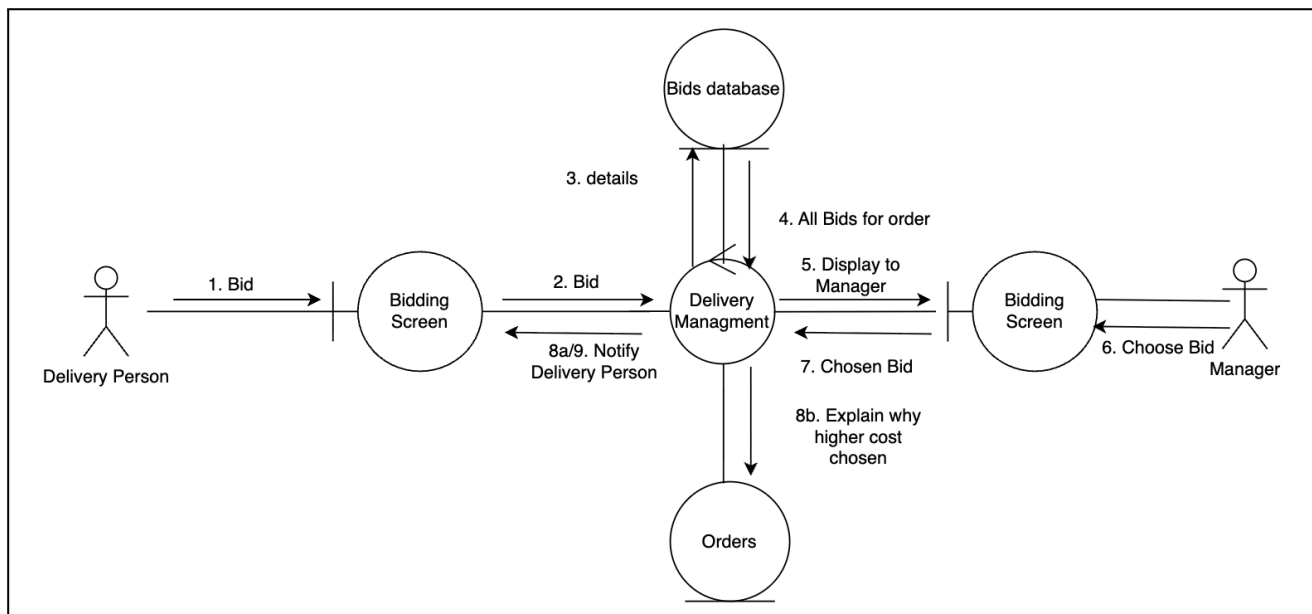 Bids database
3. details
4. All Bids for order
1. Bid
Bidding
Screen
2. Bid
8a/9. Notify
Delivery Person
Delivery
Managment
5. Display to
Manager
7. Chosen Bid
Bidding
Screen
6. Choose Bid
Delivery Person
Manager
8b. Explain why
higher cost
chosen
Orders